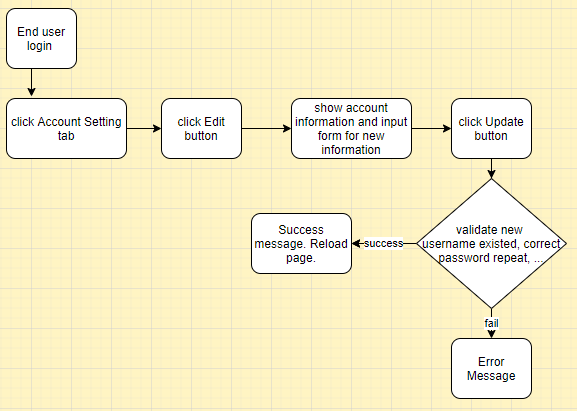 End user
login
click Account Setting
tab
click Edit
button
show account
information and input
form for new
information
click Update
button
validate new
username existed, correct
password repeat, ...
success
Success
message. Reload
page.
fail
Error
Message